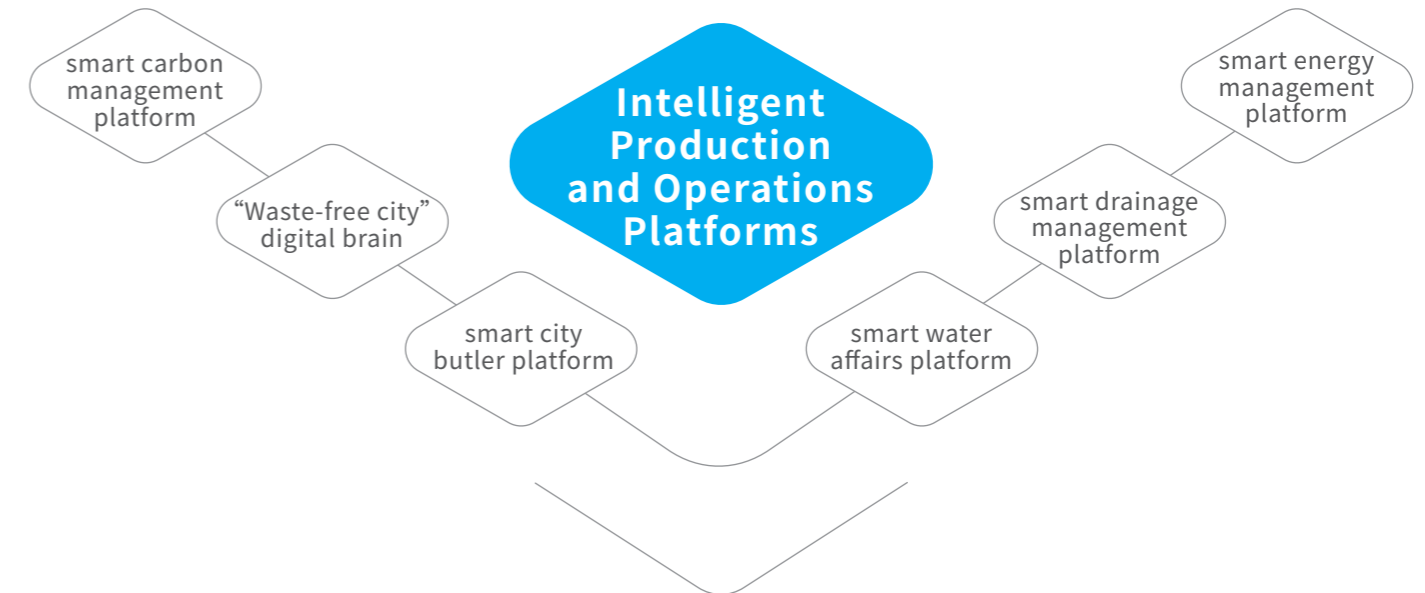 smart carbon
management
platform
“Waste-free city”
digital brain
smart city
butler platform
Intelligent
Production
and Operations
Platforms
smart water
affairs platform
smart drainage
management
platform
smart energy
management
platform